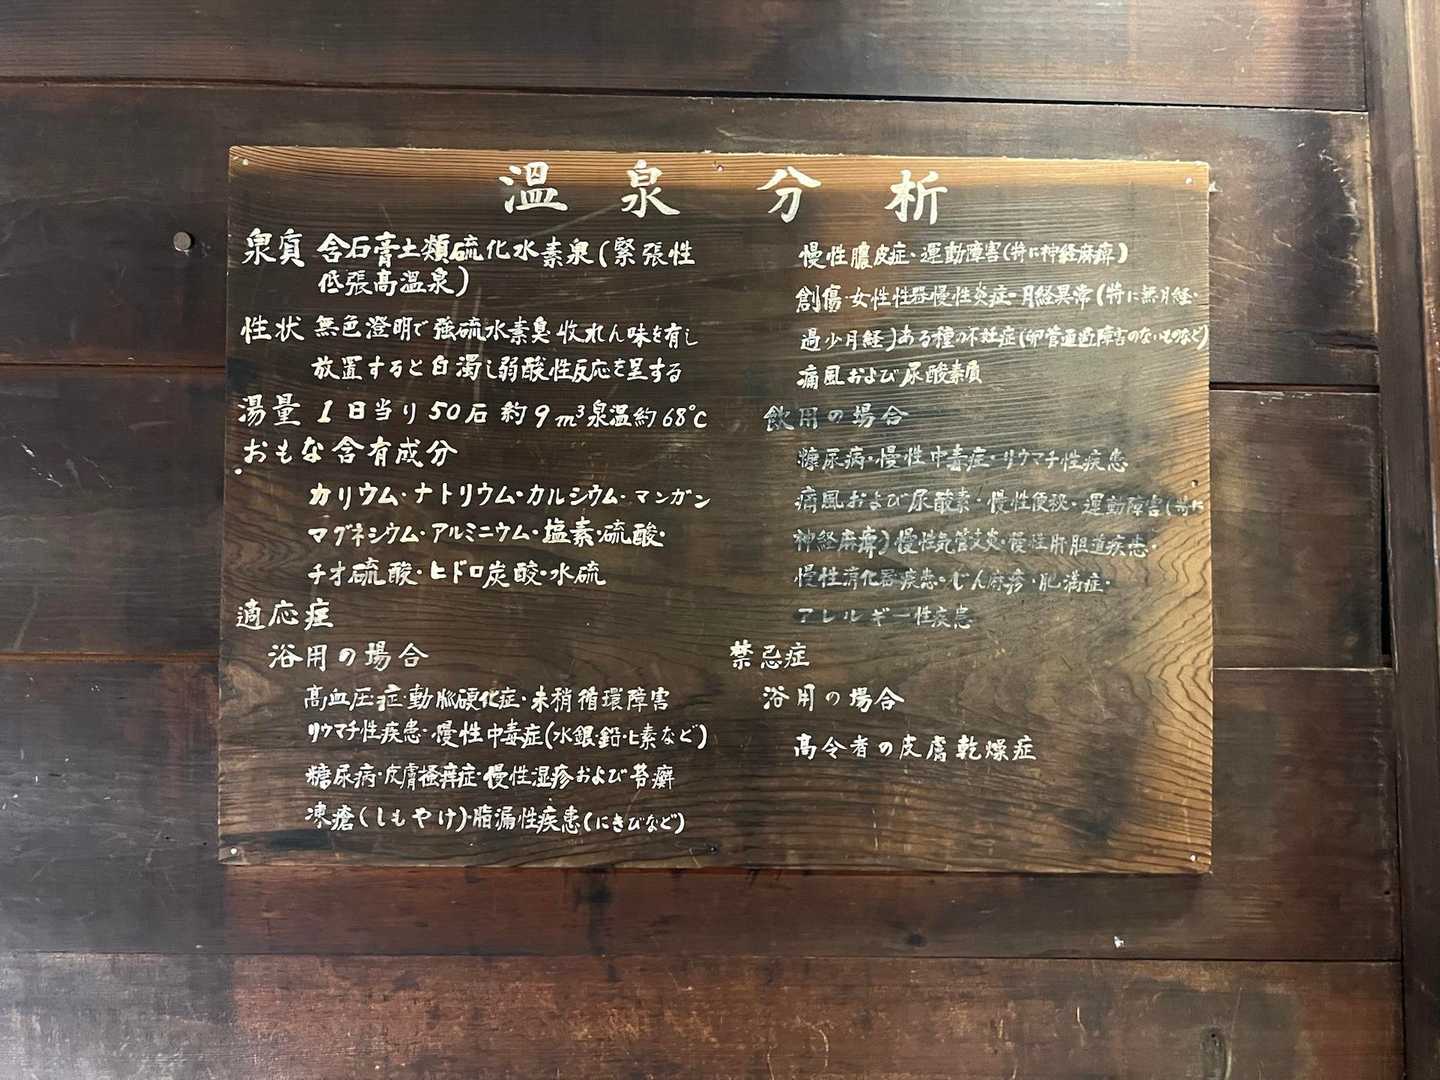 温泉分析
泉質 含石膏土類硫化水素泉(緊張性
低張高温泉)
性状 無色澄明で強硫水素臭 收れん味を有し
放置すると白濁し弱酸性反応を呈する
湯量 1日当り50石 約9m³泉温約68℃
おもな含有成分
カリウム・ナトリウム・カルシウム・マンガン
マグネシウム・アルミニウム・塩素・硫酸・
チオ硫酸・ヒドロ炭酸・水硫
適応症
浴用の場合
高血圧症・動脈硬化症・末梢循環障害
リウマチ性疾患・慢性中毒症(水銀・鉛・ヒ素など)
糖尿病・皮膚掻痒症・慢性湿疹および苔癬
凍瘡(しもやけ)・脂漏性疾患(にきびなど)
慢性膿皮症・運動障害(特に神経麻痺)
創傷・女性性器慢性炎症・月経異常(特に無月経・
過少月経)ある種の不妊症(卵管通過障害のないものなど)
痛風および尿酸素質
飲用の場合
糖尿病・慢性中毒症・リウマチ性疾患
痛風および尿酸素・慢性便秘・運動障害(特に
神経麻痺)慢性気管支炎・慢性肝胆道疾患・
慢性消化器疾患・じん麻疹・肥満症・
アレルギー性疾患
禁忌症
浴用の場合
高令者の皮膚乾燥症